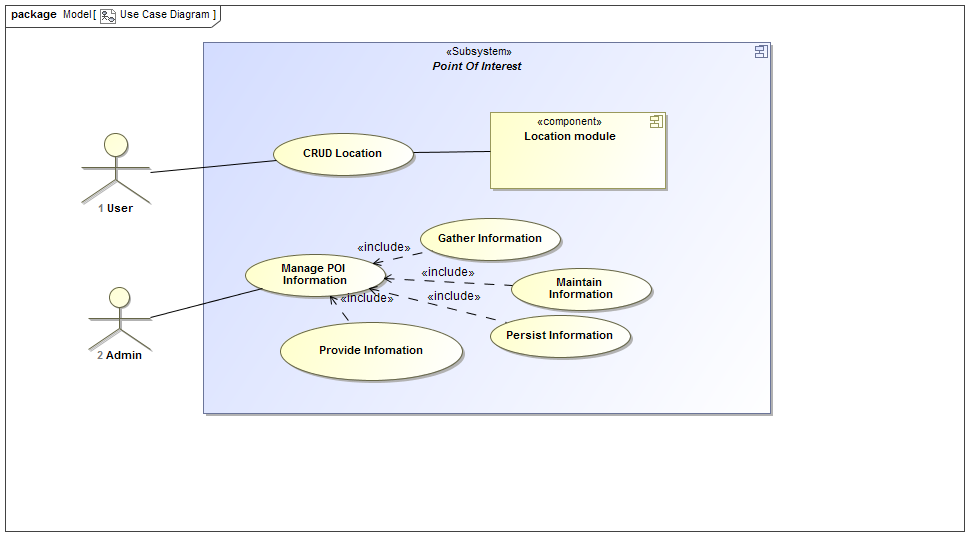 package Model[ Use Case Diagram ]
«Subsystem»
Point Of Interest
«component»
Location module
CRUD Location
1 User
Gather Information
«include»
Manage POI
Information
«include»
Maintain
Information
«include»
«include»
Persist Information
2 Admin
Provide Infomation